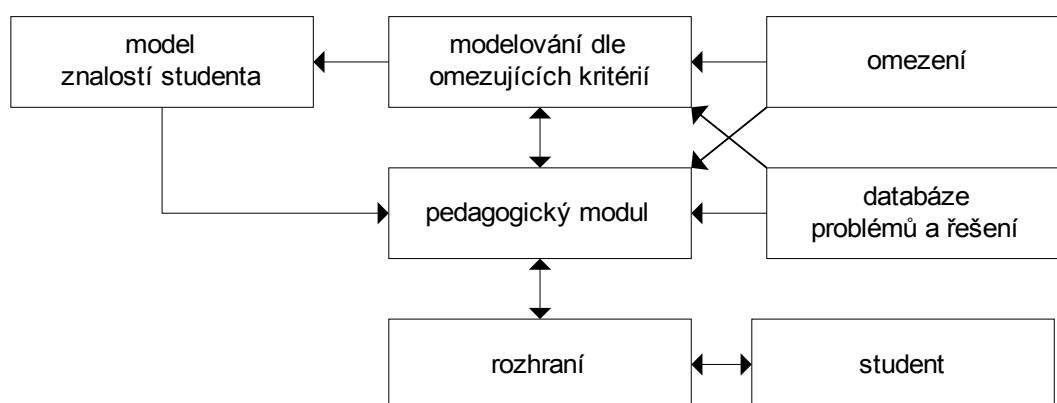 model
znalostí studenta
modelování dle
omezujících kritérií
omezení
pedagogický modul
databáze
problémů a řešení
rozhraní
student